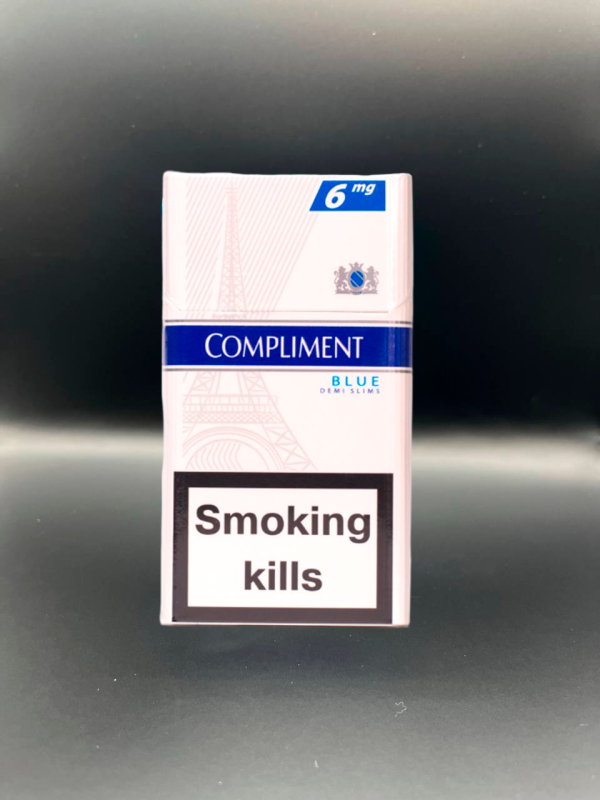 6 mg
COMPLIMENT
BLUE
DEMI SLIMS
Smoking
kills